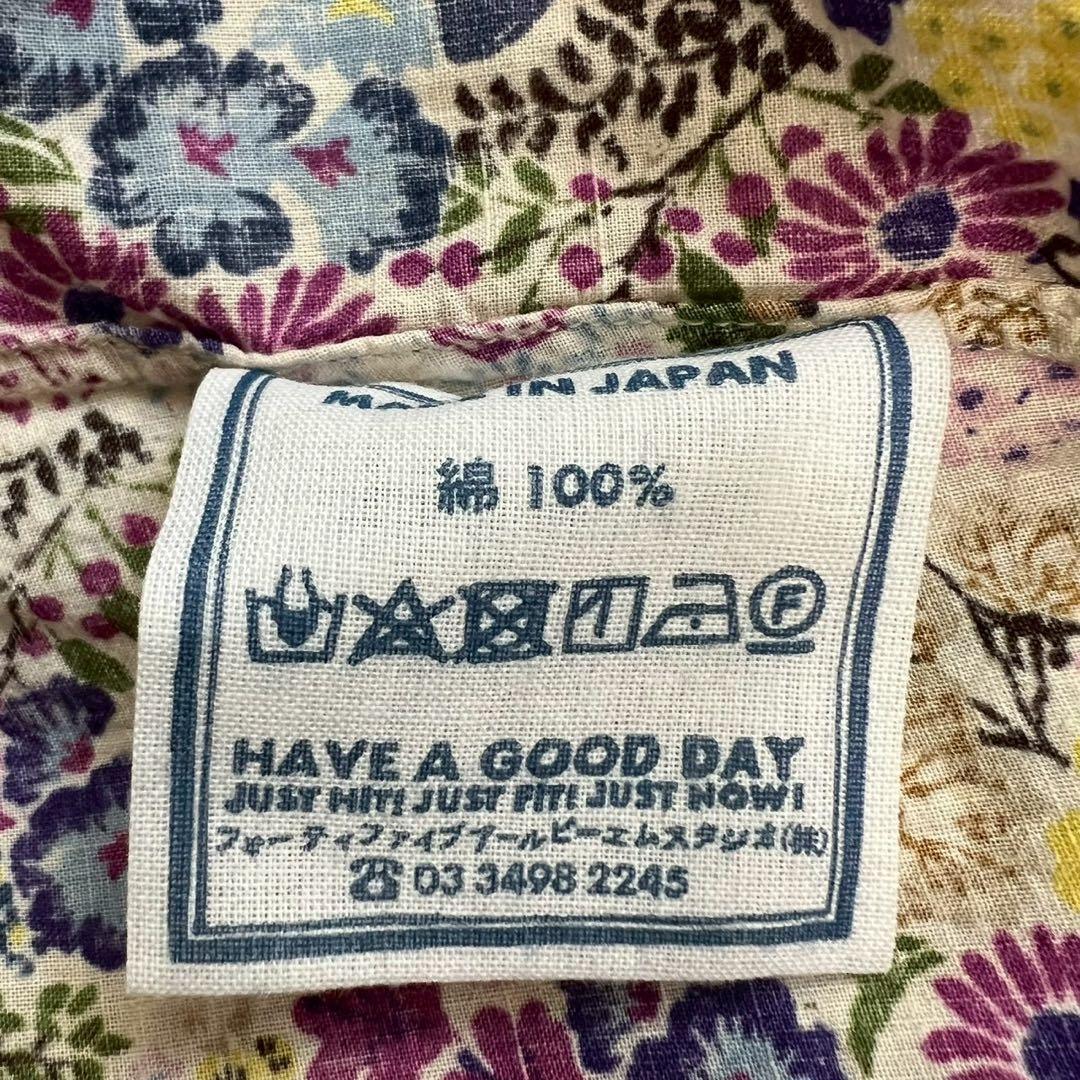 IN JAPAN
綿 100%
F
HAVE A GOOD DAY
JUST HIT! JUST FIT! JUST NOW!
フォーティファイブアールピーエムスタジオ(株)
☎ 03 3498 2245